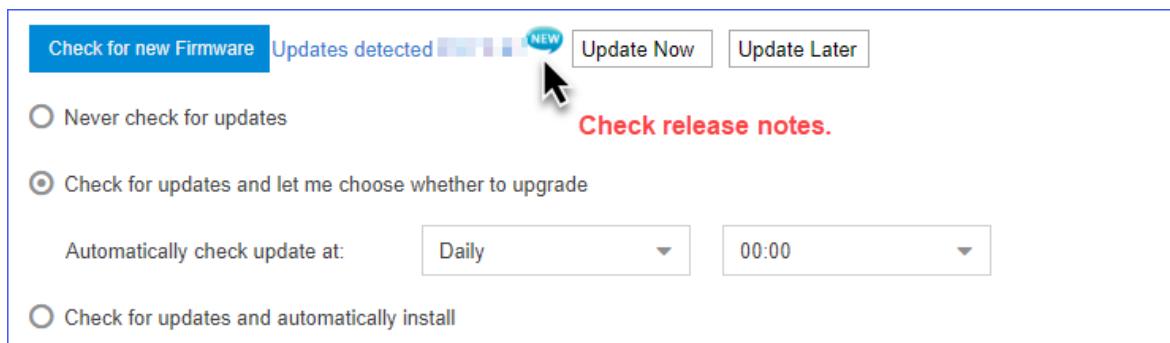 Check for new Firmware Updates detected NEW Update Now Update Later
Never check for updates
Check release notes.
Check for updates and let me choose whether to upgrade
Automatically check update at: Daily 00:00
Check for updates and automatically install